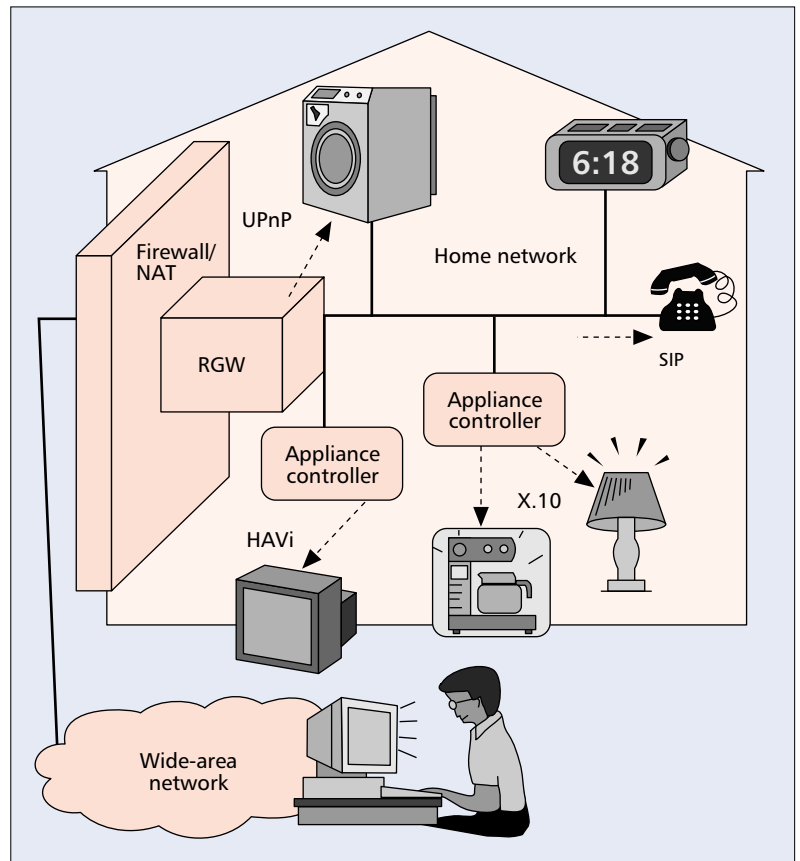 6:18
UPnP
Firewall/
NAT
Home network
RGW
SIP
Appliance
controller
Appliance
controller
X.10
HAVi
Wide-area
network